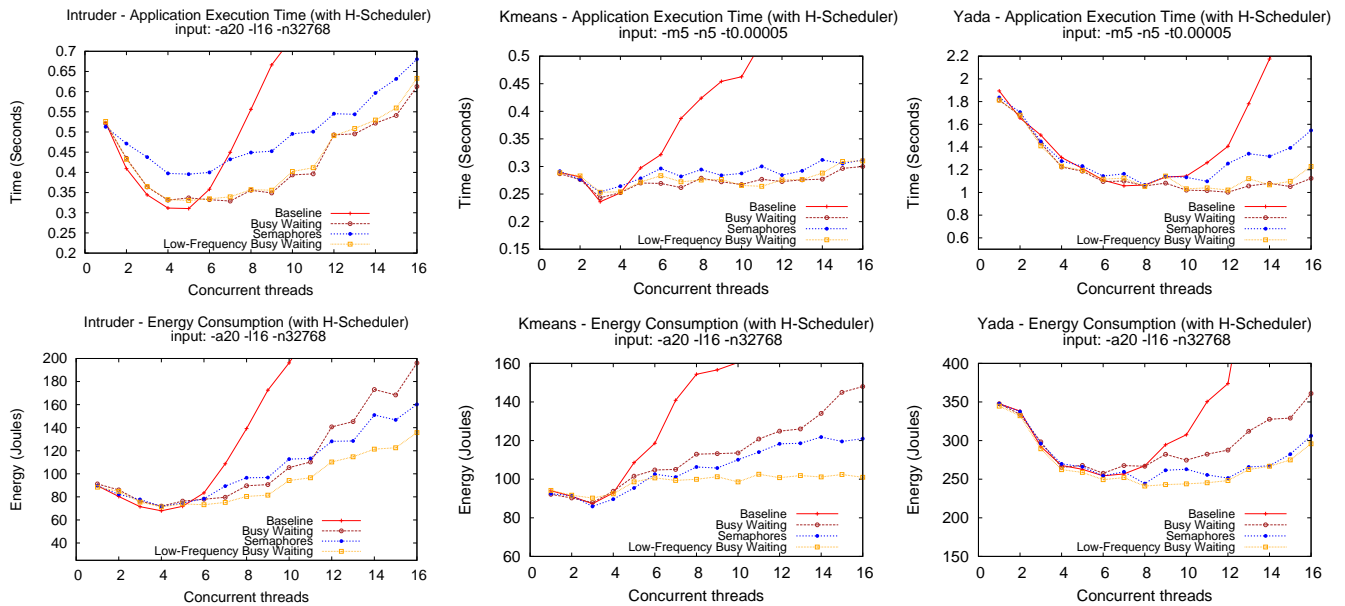 Intruder - Application Execution Time (with H-Scheduler)
input: -a20 -l16 -n32768
0.7
0.65
0.6
0.55
0.5
0.45
0.4
0.35
0.3
0.25
0.2
Time (Seconds)
Baseline
Busy Waiting
Semaphores
Low-Frequency Busy Waiting
0 2 4 6 8 10 12 14 16
Concurrent threads
Kmeans - Application Execution Time (with H-Scheduler)
input: -m5 -n5 -t0.00005
0.5
0.45
0.4
0.35
0.3
0.25
0.2
0.15
Time (Seconds)
Baseline
Busy Waiting
Semaphores
Low-Frequency Busy Waiting
0 2 4 6 8 10 12 14 16
Concurrent threads
Yada - Application Execution Time (with H-Scheduler)
input: -m5 -n5 -t0.00005
2.2
2
1.8
1.6
1.4
1.2
1
0.8
0.6
Time (Seconds)
Baseline
Busy Waiting
Semaphores
Low-Frequency Busy Waiting
0 2 4 6 8 10 12 14 16
Concurrent threads
Intruder - Energy Consumption (with H-Scheduler)
input: -a20 -l16 -n32768
200
180
160
140
120
100
80
60
40
Energy (Joules)
Baseline
Busy Waiting
Semaphores
Low-Frequency Busy Waiting
0 2 4 6 8 10 12 14 16
Concurrent threads
Kmeans - Energy Consumption (with H-Scheduler)
input: -a20 -l16 -n32768
160
140
120
100
80
60
Energy (Joules)
Baseline
Busy Waiting
Semaphores
Low-Frequency Busy Waiting
0 2 4 6 8 10 12 14 16
Concurrent threads
Yada - Energy Consumption (with H-Scheduler)
input: -a20 -l16 -n32768
400
350
300
250
200
150
Energy (Joules)
Baseline
Busy Waiting
Semaphores
Low-Frequency Busy Waiting
0 2 4 6 8 10 12 14 16
Concurrent threads